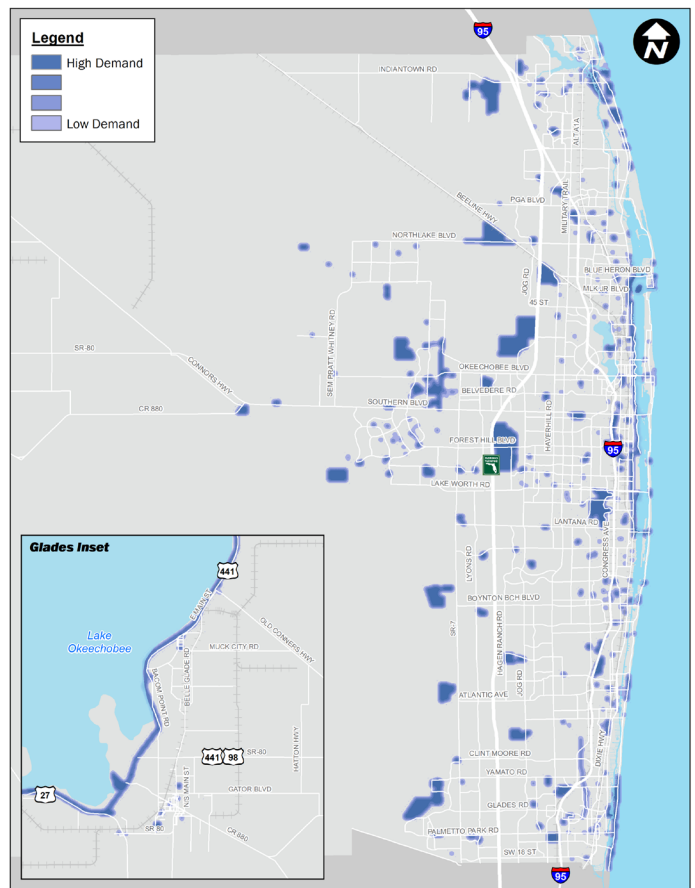 Legend
High Demand
Low Demand
95
N
INDIANTOWN RD
ALT A1A
BEELINE HWY
PGA BLVD
MILITARY TRAIL
NORTHLAKE BLVD
BLUE HERON BLVD
JOG RD
MLK JR BLVD
45 ST
SEM PRATT-WHITNEY RD
SR-80
CONNORS HWY
OKEECHOBEE BLVD
BELVEDERE RD
SOUTHERN BLVD
CR 880
HAVERHILL RD
FOREST HILL BLVD
95
LAKE WORTH RD
LANTANA RD
CONGRESS AVE
LYONS RD
BOYNTON BCH BLVD
SR-7
HAGEN RANCH RD
JOG RD
ATLANTIC AVE
DIXIE HWY
CLINT MOORE RD
YAMATO RD
GLADES RD
PALMETTO PARK RD
SW 18 ST
95
Glades Inset
441
E MAIN ST
OLD CONNERS HWY
Lake
Okeechobee
MUCK CITY RD
BACOM POINT RD
BELLE GLADE RD
HATTON HWY
441
98
SR-80
27
N/S MAIN ST
GATOR BLVD
SR 80
CR 880